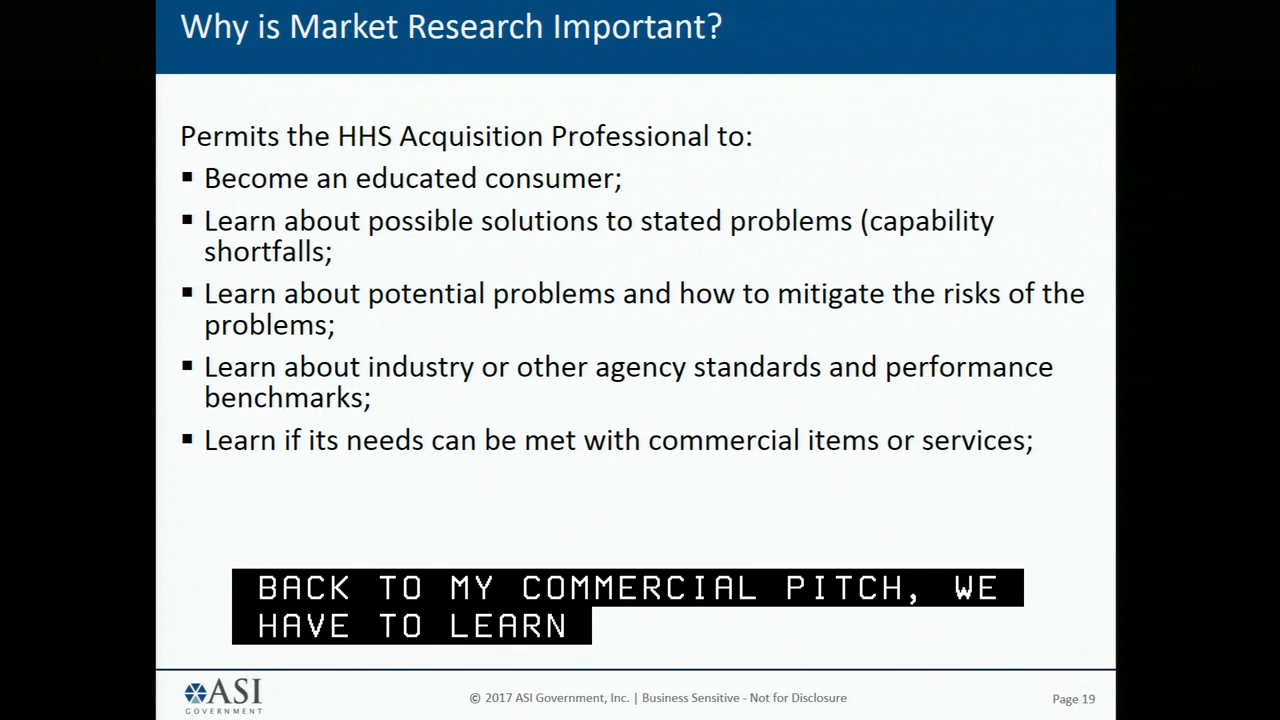 Why is Market Research Important?
Permits the HHS Acquisition Professional to:
▪ Become an educated consumer;
▪ Learn about possible solutions to stated problems (capability
shortfalls;
▪ Learn about potential problems and how to mitigate the risks of the
problems;
▪ Learn about industry or other agency standards and performance
benchmarks;
▪ Learn if its needs can be met with commercial items or services;
BACK TO MY COMMERCIAL PITCH, WE
HAVE TO LEARN
ASI
GOVERNMENT
© 2017 ASI Government, Inc. | Business Sensitive - Not for Disclosure
Page 19